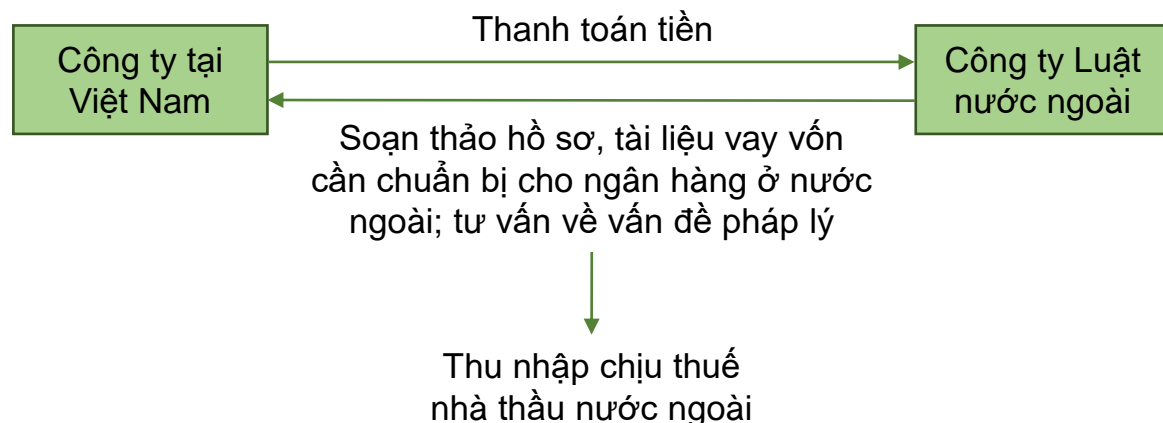 Thanh toán tiền
Công ty tại
Việt Nam
Công ty Luật
nước ngoài
Soạn thảo hồ sơ, tài liệu vay vốn
cần chuẩn bị cho ngân hàng ở nước
ngoài; tư vấn về vấn đề pháp lý
Thu nhập chịu thuế
nhà thầu nước ngoài